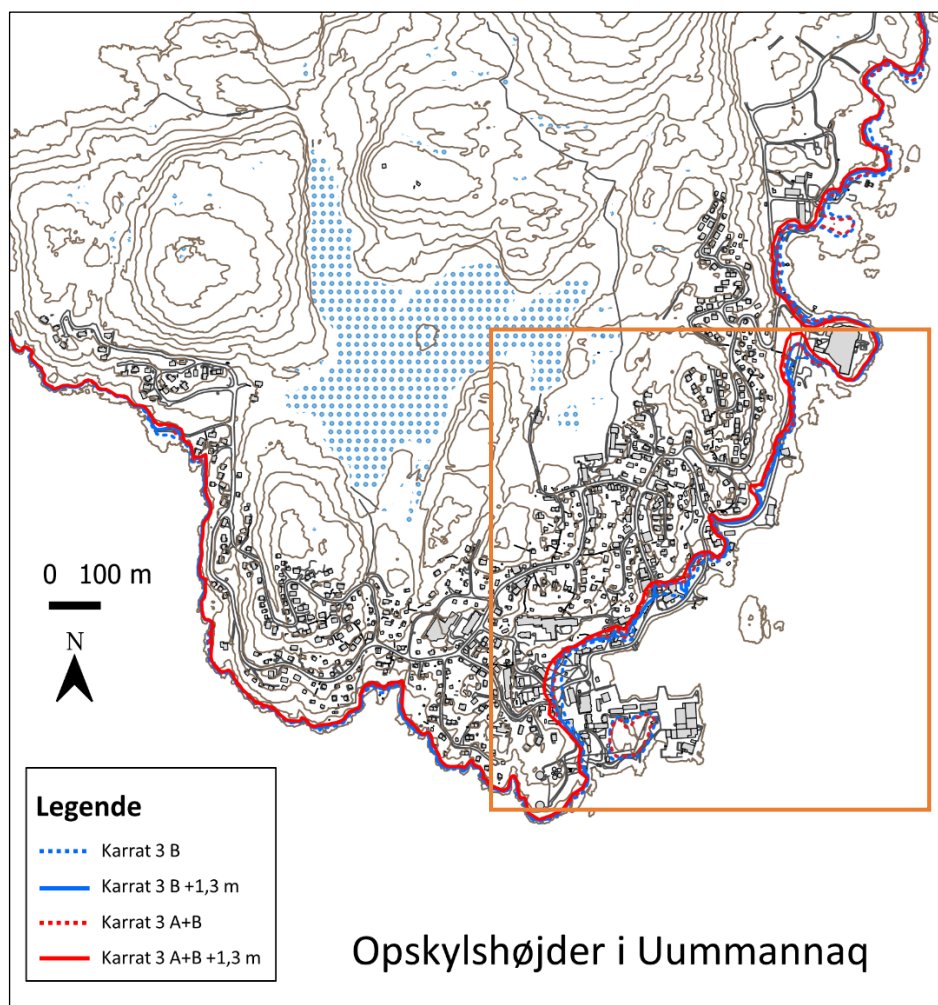 0 100 m
N
Legende
Karrat 3 B
Karrat 3 B +1,3 m
Karrat 3 A+B
Karrat 3 A+B +1,3 m
Opskylshøjder i Uummannaq